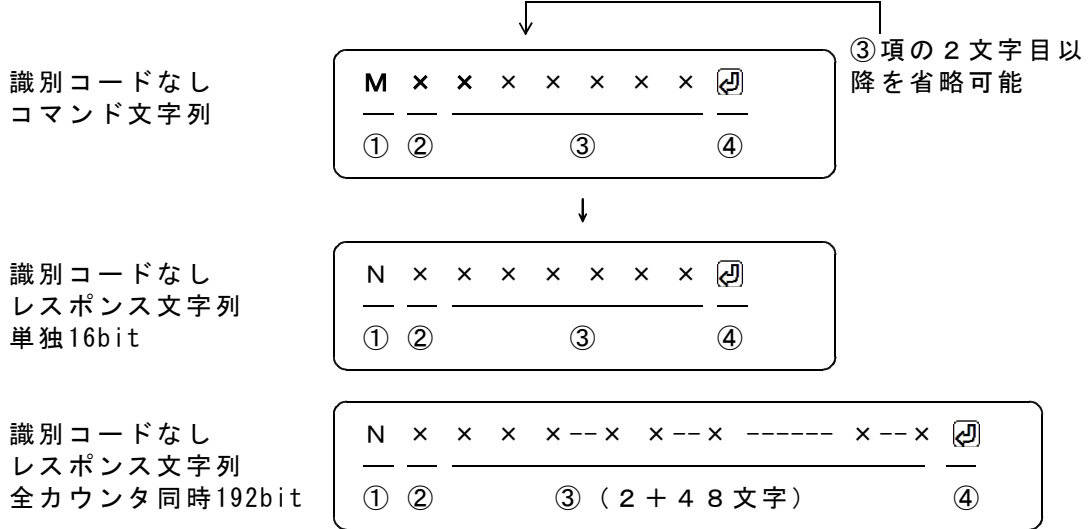 ③項の２文字目以
降を省略可能
識別コードなし
コマンド文字列
Ｍ × × × × × × × ↵
① ② ③ ④
↓
識別コードなし
レスポンス文字列
単独16bit
Ｎ × × × × × × × ↵
① ② ③ ④
識別コードなし
レスポンス文字列
全カウンタ同時192bit
Ｎ × × × ×−−× ×−−× −−−−−− ×−−× ↵
① ② ③（２＋４８文字） ④